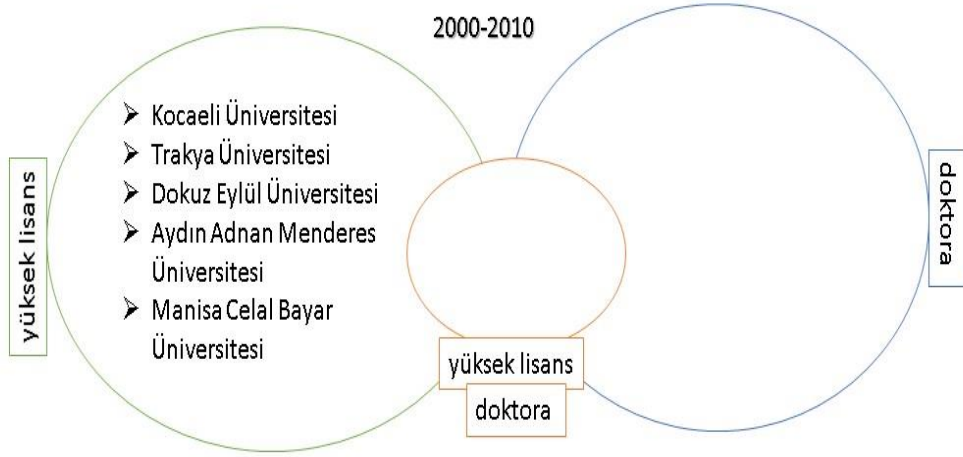 2000-2010
yüksek lisans
➢ Kocaeli Üniversitesi
➢ Trakya Üniversitesi
➢ Dokuz Eylül Üniversitesi
➢ Aydın Adnan Menderes
Üniversitesi
➢ Manisa Celal Bayar
Üniversitesi
yüksek lisans
doktora
doktora